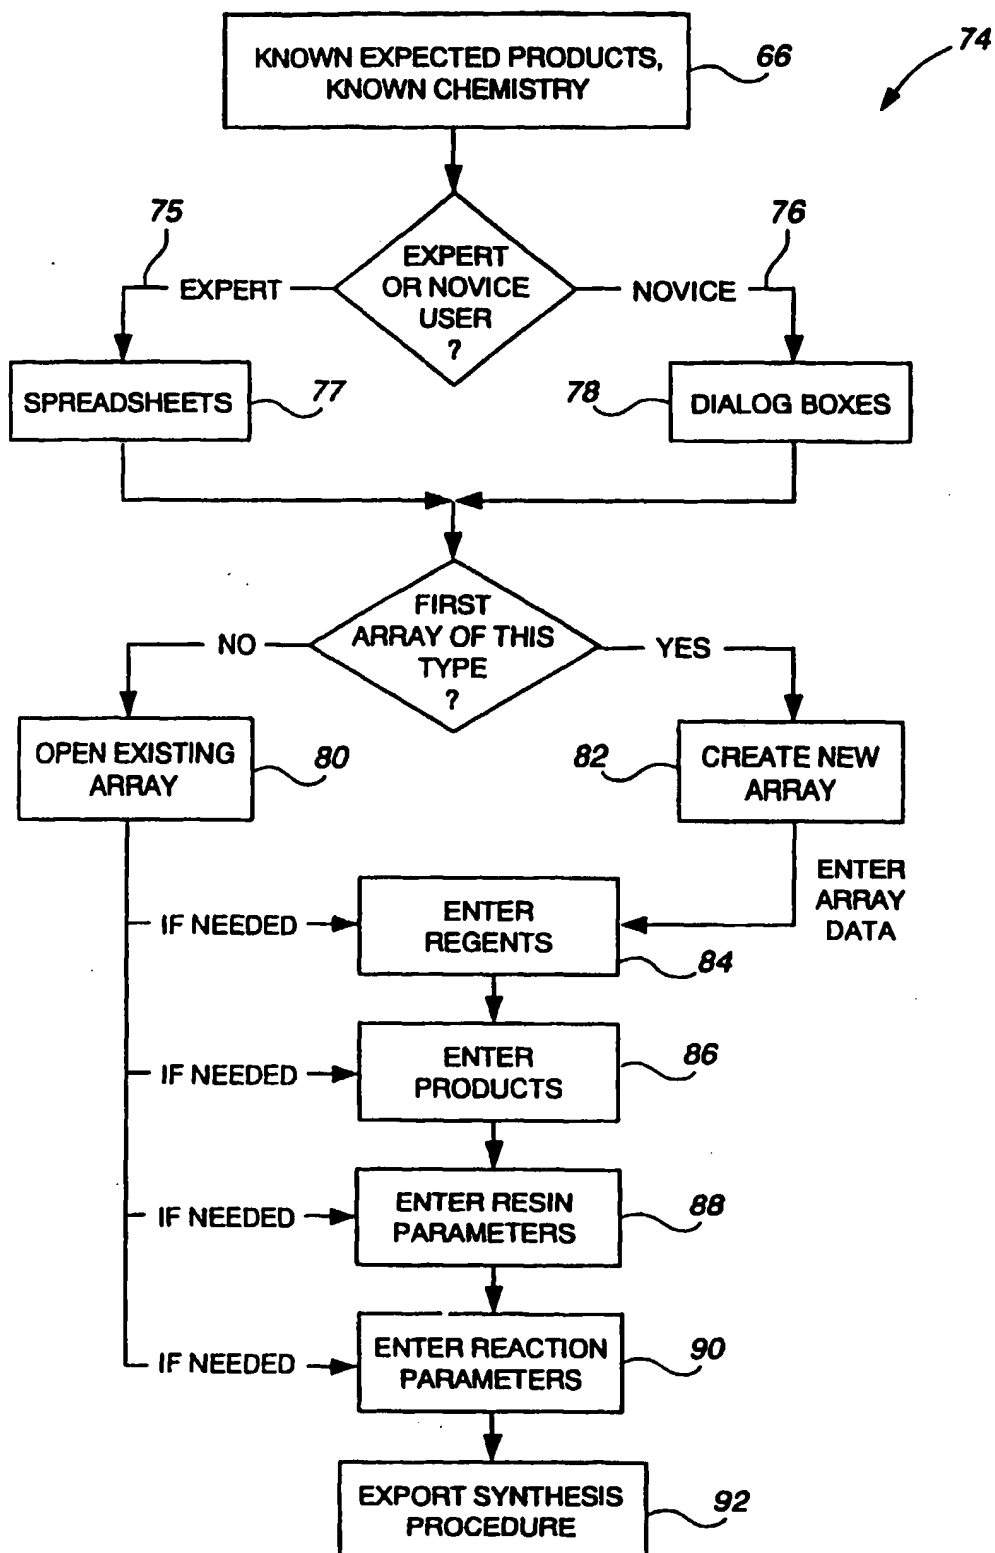 KNOWN EXPECTED PRODUCTS,
KNOWN CHEMISTRY
66
74
75
76
EXPERT
OR NOVICE
USER
?
EXPERT
NOVICE
SPREADSHEETS
77
78
DIALOG BOXES
FIRST
ARRAY OF THIS
TYPE
?
NO
YES
OPEN EXISTING
ARRAY
80
82
CREATE NEW
ARRAY
ENTER
ARRAY
DATA
IF NEEDED
ENTER
REGENTS
84
IF NEEDED
ENTER
PRODUCTS
86
IF NEEDED
ENTER RESIN
PARAMETERS
88
IF NEEDED
ENTER REACTION
PARAMETERS
90
EXPORT SYNTHESIS
PROCEDURE
92